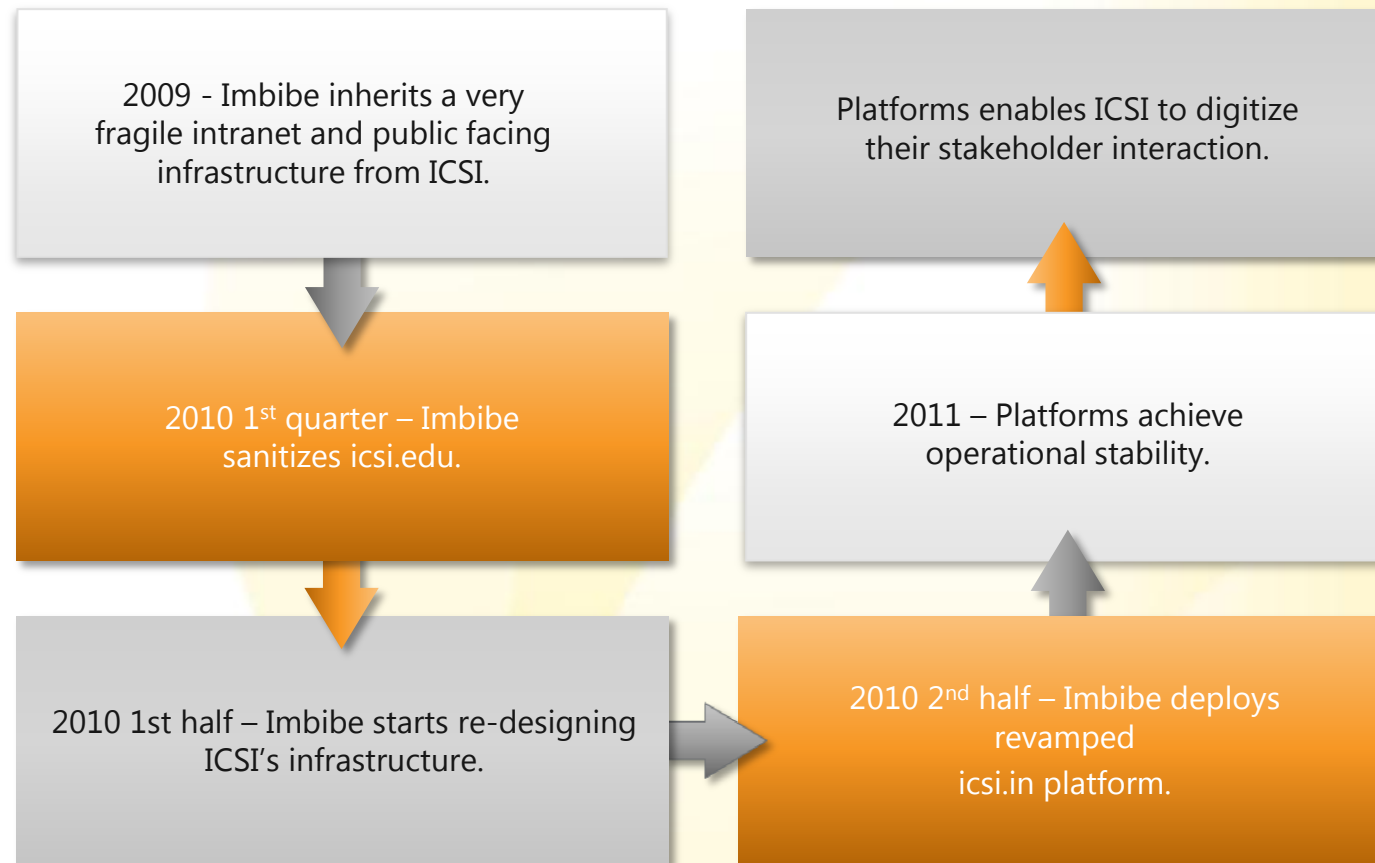 2009 - Imbibe inherits a very
fragile intranet and public facing
infrastructure from ICSI.
2010 1st quarter – Imbibe
sanitizes icsi.edu.
2010 1st half – Imbibe starts re-designing
ICSI’s infrastructure.
2010 2nd half – Imbibe deploys
revamped
icsi.in platform.
2011 – Platforms achieve
operational stability.
Platforms enables ICSI to digitize
their stakeholder interaction.